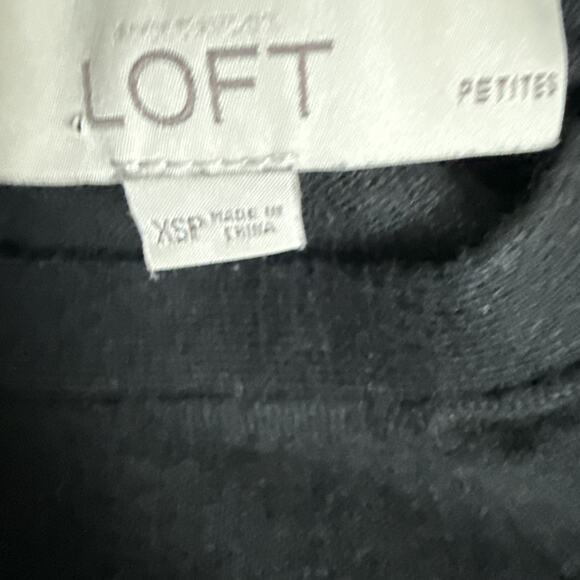 LOFT
PETITES
XSP MADE IN
CHINA